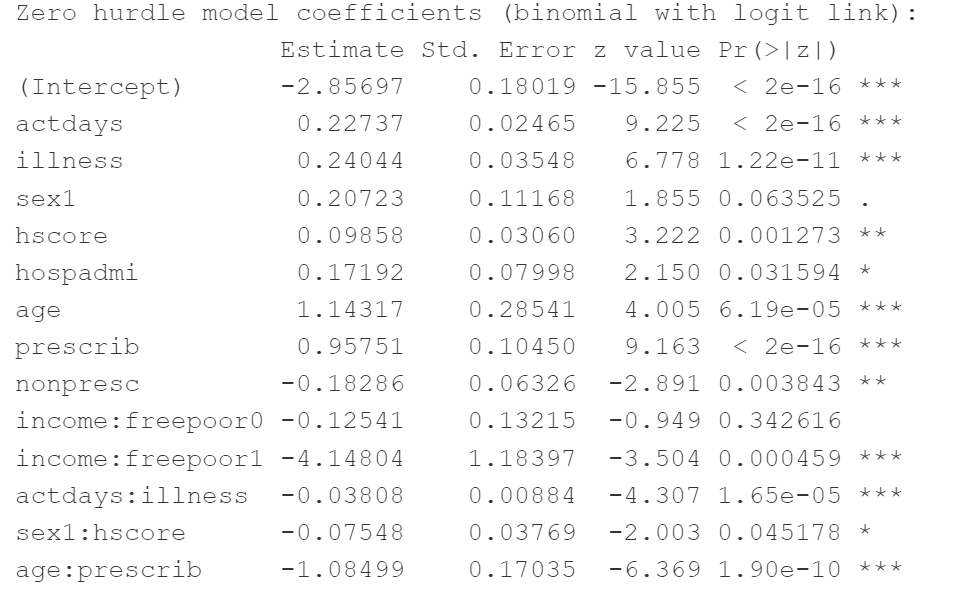 Zero hurdle model coefficients (binomial with logit link):
Estimate Std. Error z value Pr(>|z|)
(Intercept) -2.85697 0.18019 -15.855 < 2e-16 ***
actdays 0.22737 0.02465 9.225 < 2e-16 ***
illness 0.24044 0.03548 6.778 1.22e-11 ***
sex1 0.20723 0.11168 1.855 0.063525 .
hscore 0.09858 0.03060 3.222 0.001273 **
hospadmi 0.17192 0.07998 2.150 0.031594 *
age 1.14317 0.28541 4.005 6.19e-05 ***
prescrib 0.95751 0.10450 9.163 < 2e-16 ***
nonpresc -0.18286 0.06326 -2.891 0.003843 **
income:freepoor0 -0.12541 0.13215 -0.949 0.342616
income:freepoor1 -4.14804 1.18397 -3.504 0.000459 ***
actdays:illness -0.03808 0.00884 -4.307 1.65e-05 ***
sex1:hscore -0.07548 0.03769 -2.003 0.045178 *
age:prescrib -1.08499 0.17035 -6.369 1.90e-10 ***